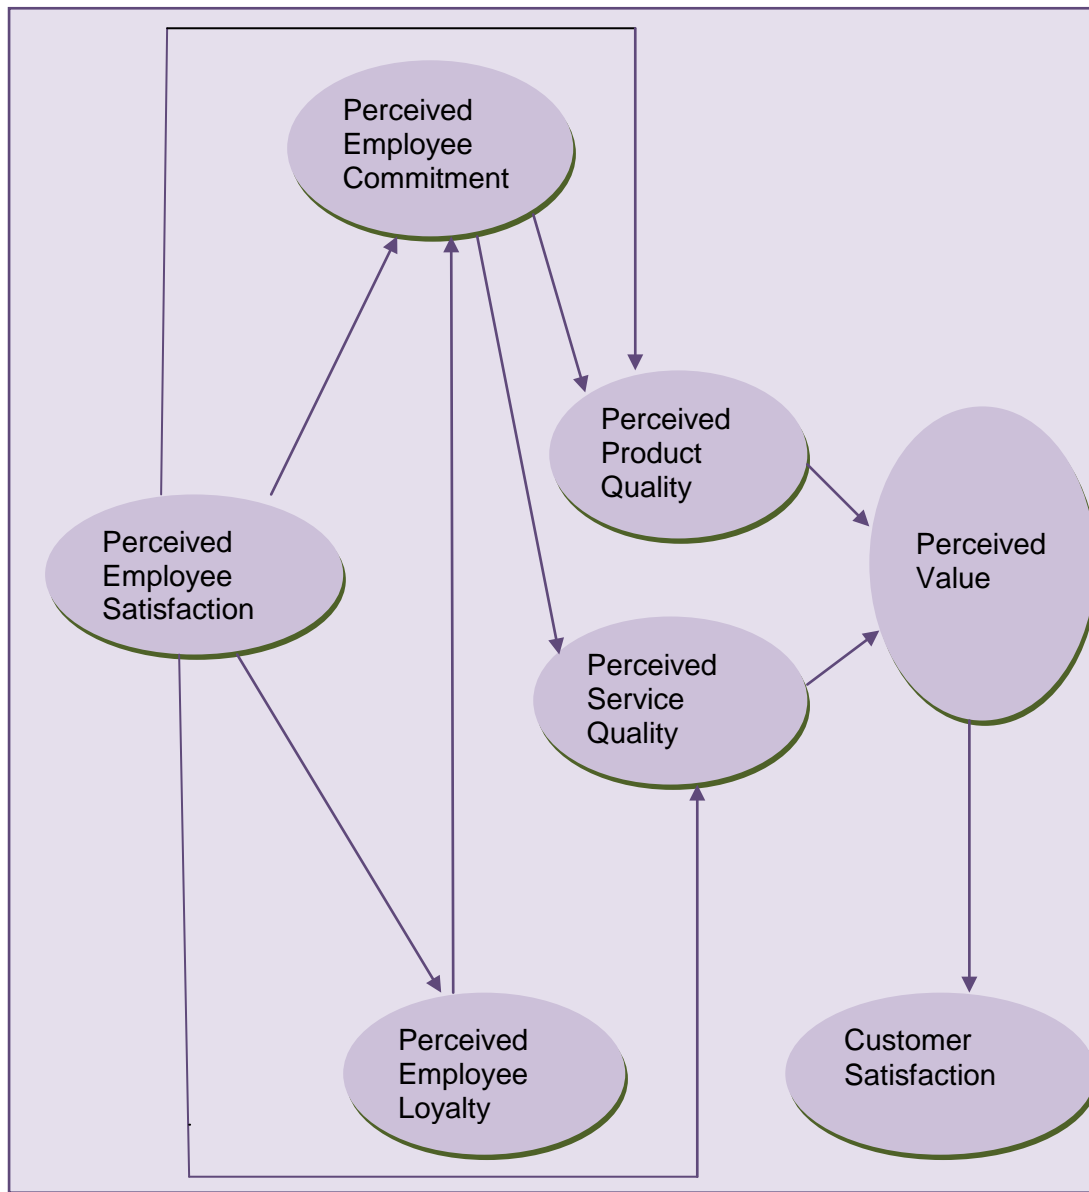 Perceived
Employee
Commitment
Perceived
Product
Quality
Perceived
Value
Perceived
Employee
Satisfaction
Perceived
Service
Quality
Perceived
Employee
Loyalty
Customer
Satisfaction